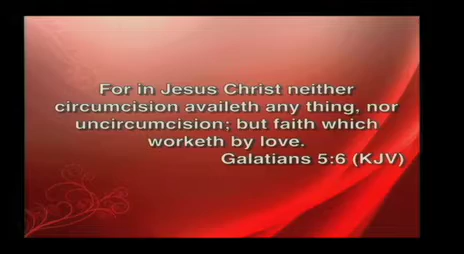 For in Jesus Christ neither
circumcision availeth any thing, nor
uncircumcision; but faith which
worketh by love.
Galatians 5:6 (KJV)